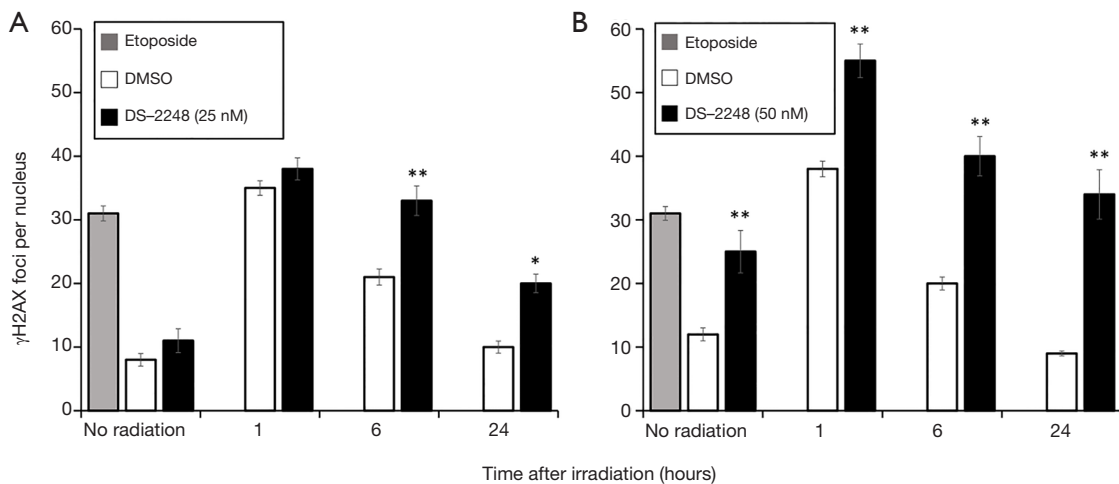 A
γH2AX foci per nucleus
60
50
40
30
20
10
0
Etoposide
DMSO
DS–2248 (25 nM)
**
*
No radiation
1
6
24
B
60
50
40
30
20
10
0
Etoposide
DMSO
DS–2248 (50 nM)
**
**
**
**
No radiation
1
6
24
Time after irradiation (hours)